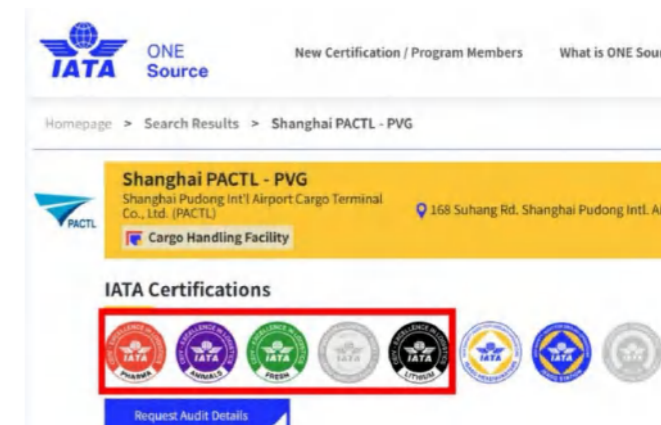 IATA
ONE
Source
New Certification / Program Members
What is ONE Sour
Homepage > Search Results > Shanghai PACTL - PVG
PACTL
Shanghai PACTL - PVG
Shanghai Pudong Int'l Airport Cargo Terminal
Co., Ltd. (PACTL)
168 Suhang Rd. Shanghai Pudong Intl. Ai
Cargo Handling Facility
IATA Certifications
IATA
PHARMA
IATA
ANIMALS
IATA
FRESH
IATA
IATA
LITHIUM
IATA
IATA
IATA
Request Audit Details